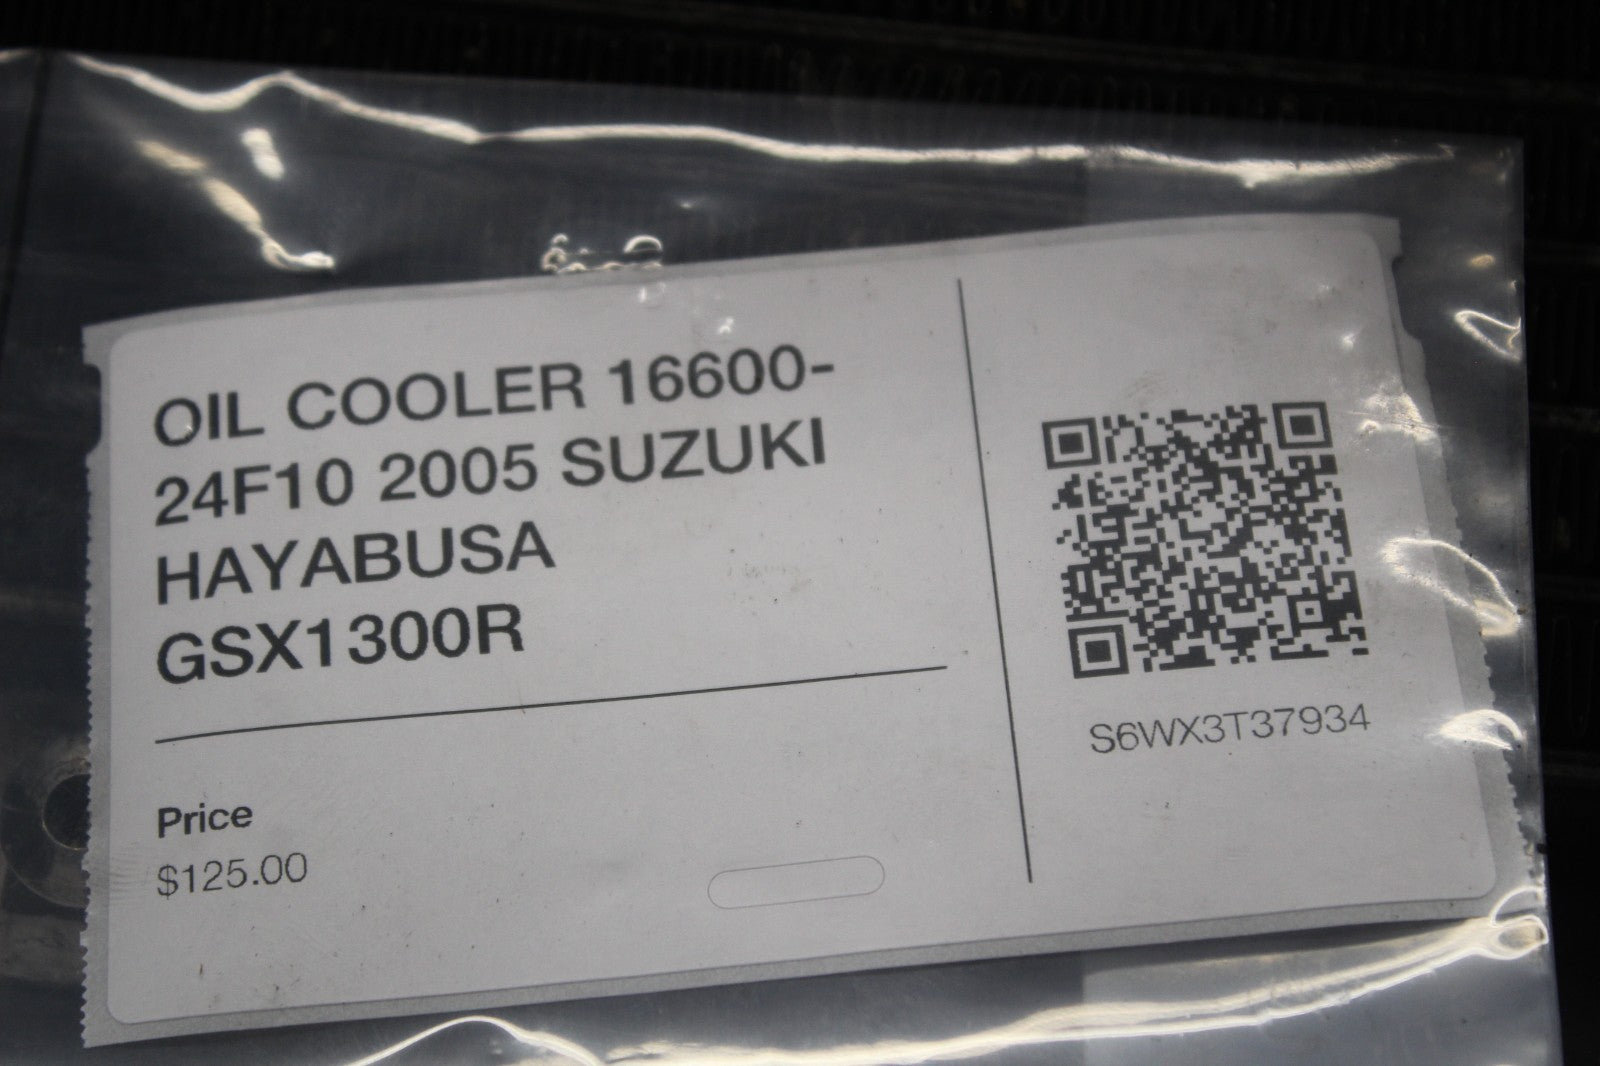 OIL COOLER 16600-
24F10 2005 SUZUKI
HAYABUSA
GSX1300R
Price
$125.00
S6WX3T37934